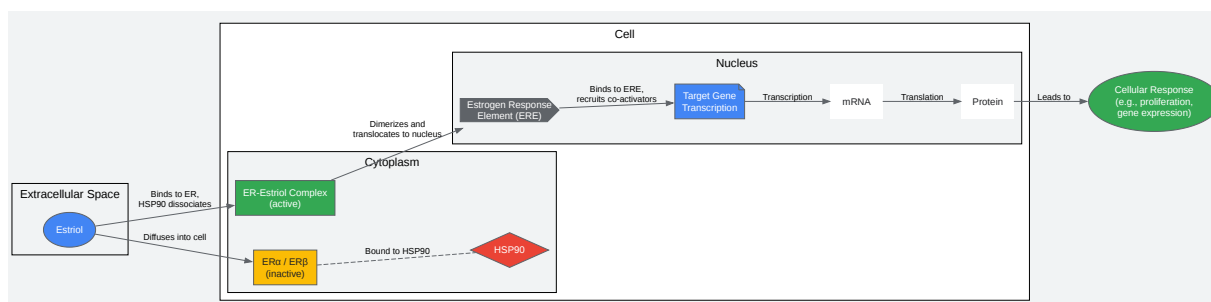 Cell
Nucleus
Estrogen Response
Element (ERE)
Binds to ERE,
recruits co-activators
Target Gene
Transcription
Transcription
mRNA
Translation
Protein
Leads to
Cellular Response
(e.g., proliferation,
gene expression)
Dimerizes and
translocates to nucleus
Cytoplasm
Extracellular Space
Estriol
Binds to ER,
HSP90 dissociates
Diffuses into cell
ER-Estriol Complex
(active)
ERα / ERβ
(inactive)
Bound to HSP90
HSP90